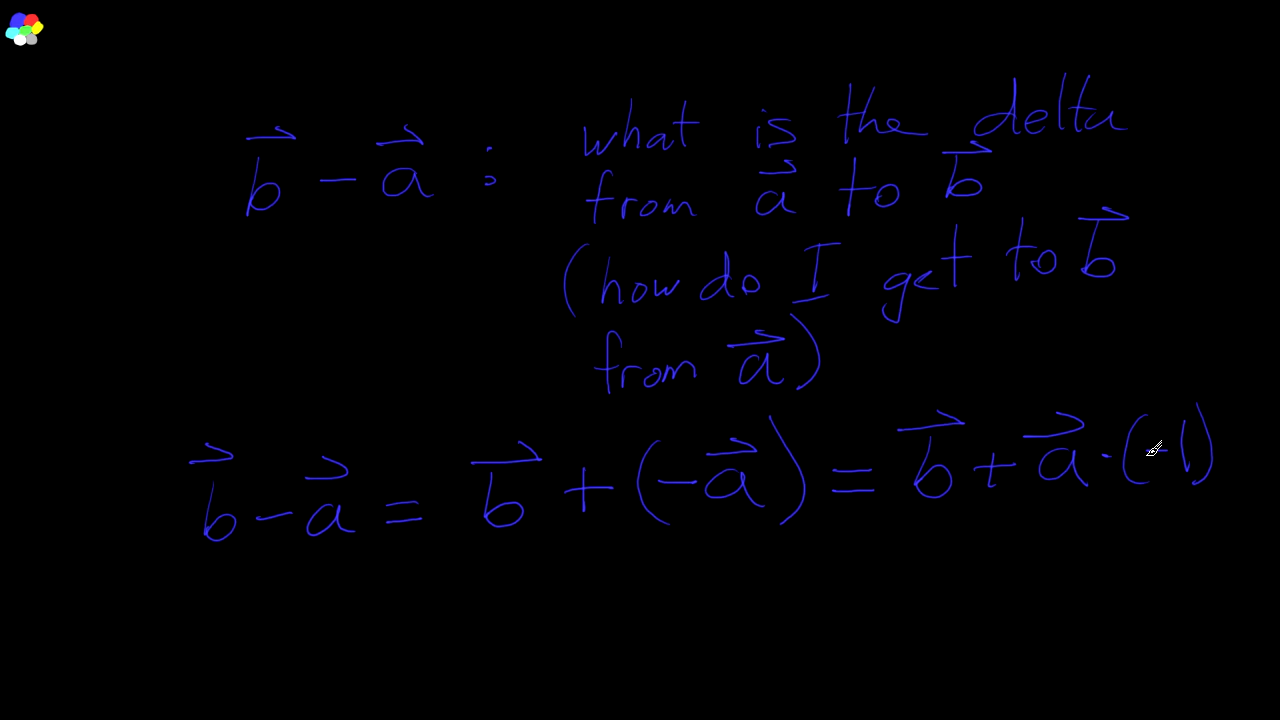 b⃗ - a⃗ : what is the delta
from a⃗ to b⃗
(how do I get to b⃗
from a⃗)
b⃗ - a⃗ = b⃗ + (-a⃗) = b⃗ + a⃗ · (-1)